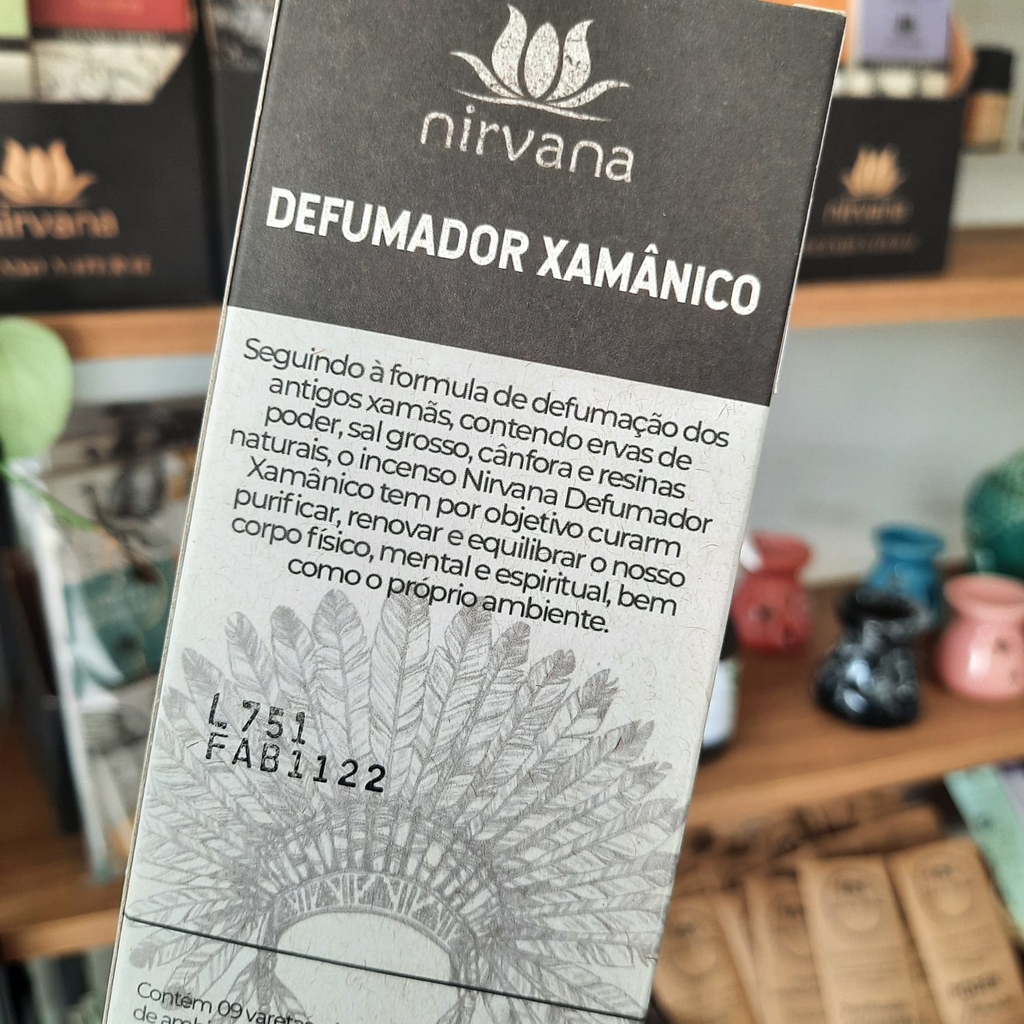 nirvana
DEFUMADOR XAMÂNICO
Seguindo à formula de defumação dos
antigos xamãs, contendo ervas de
poder, sal grosso, cânfora e resinas
naturais, o incenso Nirvana Defumador
Xamânico tem por objetivo curarm
purificar, renovar e equilibrar o nosso
corpo físico, mental e espiritual, bem
como o próprio ambiente.
L751
FAB1122
Contém 09 varetas
nirvana
nirvana